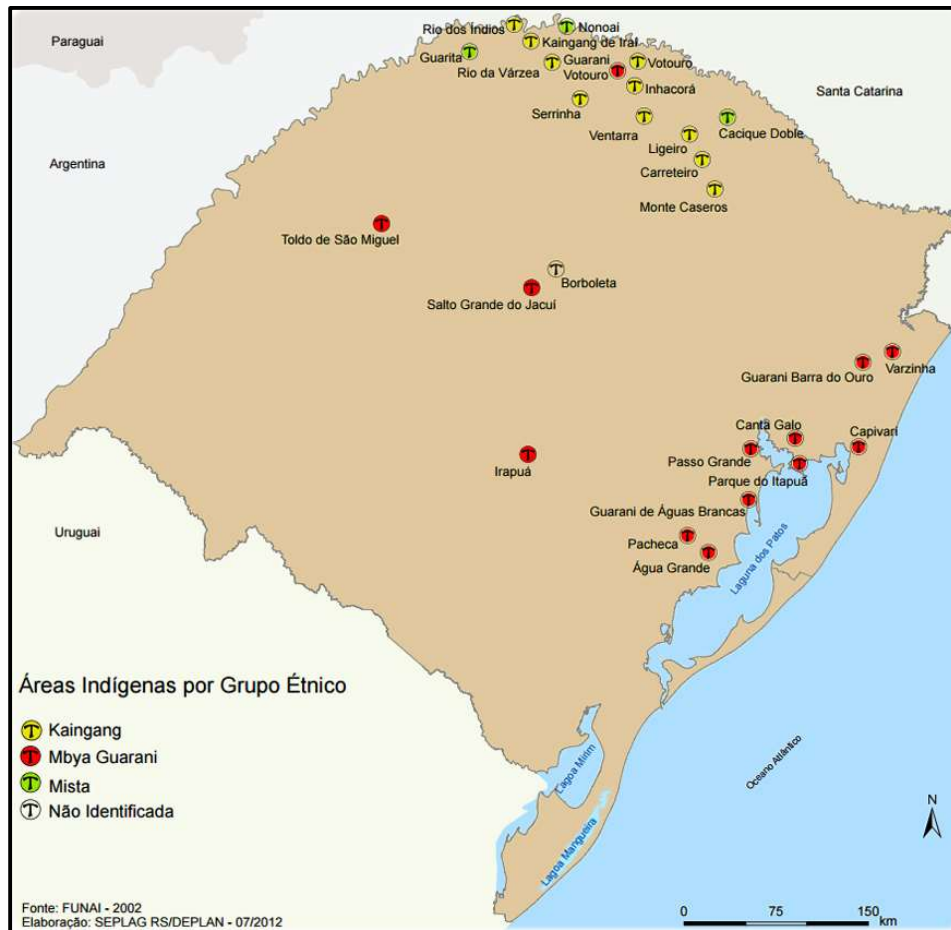 Paraguai
Argentina
Uruguai
Santa Catarina
Rio dos Índios
Nonoai
Kaingang de Iraí
Guarita
Rio da Várzea
Guarani
Votouro
Votouro
Inhacorá
Serrinha
Ventarra
Cacique Doble
Ligeiro
Carreteiro
Monte Caseros
Toldo de São Miguel
Borboleta
Salto Grande do Jacuí
Varzinha
Guarani Barra do Ouro
Canta Galo
Capivari
Passo Grande
Irapuá
Parque do Itapuã
Guarani de Águas Brancas
Pacheca
Água Grande
Laguna dos Patos
Áreas Indígenas por Grupo Étnico
Kaingang
Mbya Guarani
Mista
Não Identificada
Lagoa Mirim
Lagoa Mangueira
Oceano Atlântico
N
Fonte: FUNAI - 2002
Elaboração: SEPLAG RS/DEPLAN - 07/2012
0 75 150
km